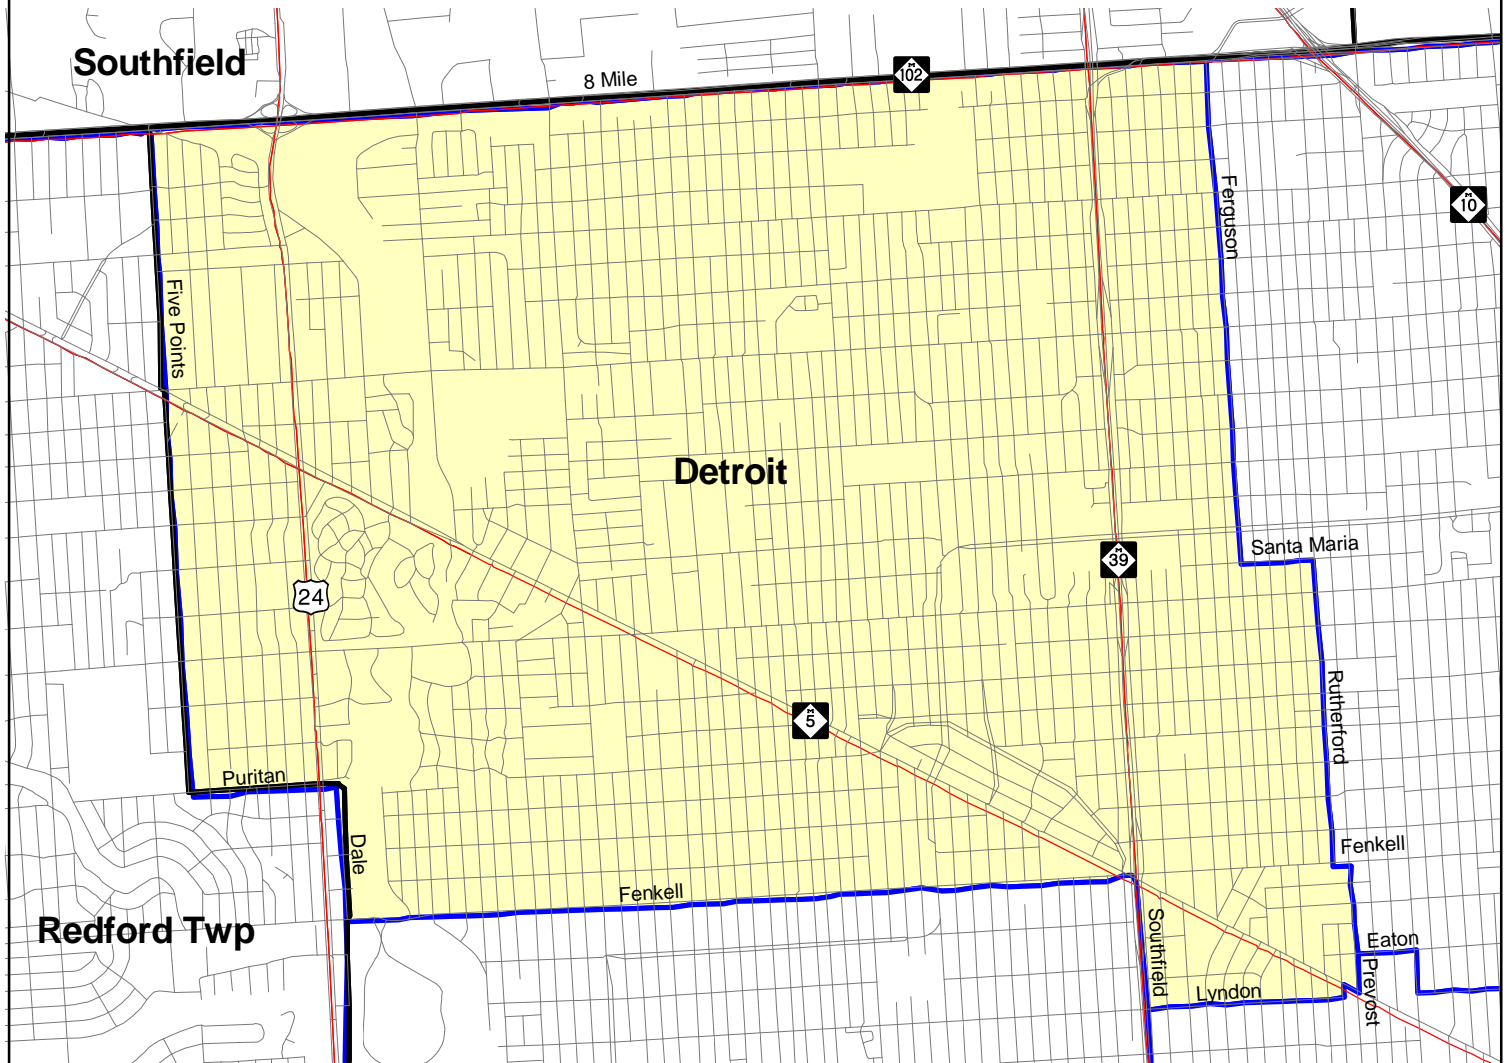 Southfield
8 Mile
M
102
Ferguson
M
10
Five Points
Detroit
Santa Maria
M
39
24
Rutherford
M
5
Puritan
Dale
Fenkell
Fenkell
Redford Twp
Southfield
Eaton
Prevost
Lyndon